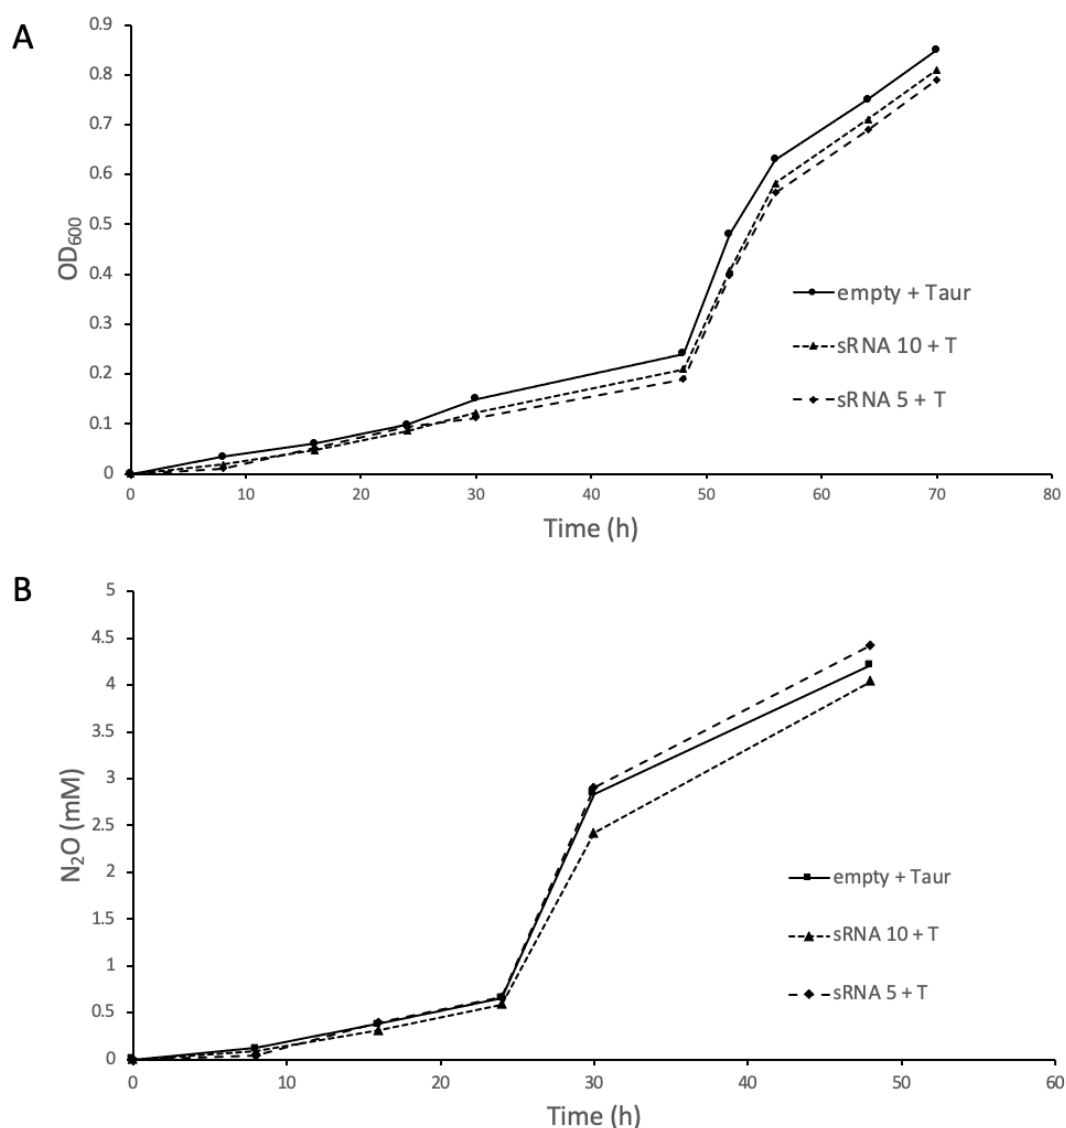 A
0.9
0.8
0.7
0.6
0.5
0.4
0.3
0.2
0.1
0
OD600
empty + Taur
sRNA 10 + T
sRNA 5 + T
0 10 20 30 40 50 60 70 80
Time (h)
B
5
4.5
4
3.5
3
2.5
2
1.5
1
0.5
0
N2O (mM)
empty + Taur
sRNA 10 + T
sRNA 5 + T
0 10 20 30 40 50 60
Time (h)